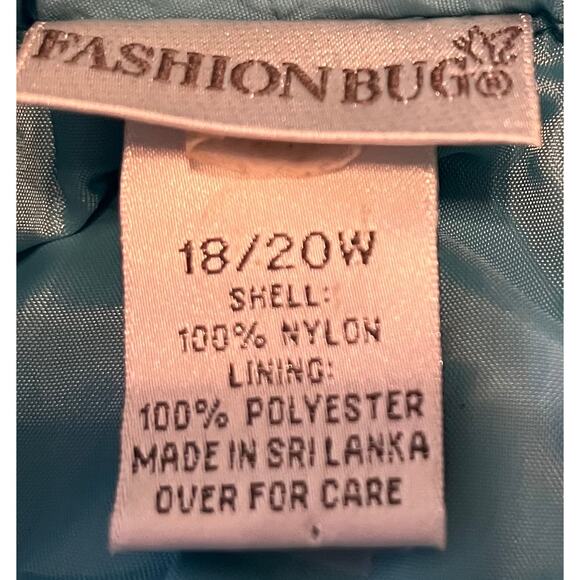 FASHION BUG®
18/20W
SHELL:
100% NYLON
LINING:
100% POLYESTER
MADE IN SRI LANKA
OVER FOR CARE